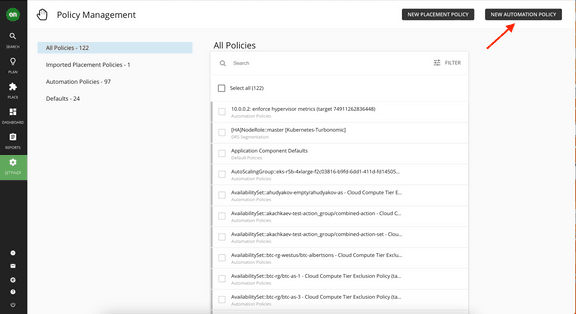 on
Policy Management
NEW PLACEMENT POLICY
NEW AUTOMATION POLICY
SEARCH
PLAN
PLACE
DASHBOARD
REPORTS
SETTINGS
All Policies - 122
Imported Placement Policies - 1
Automation Policies - 97
Defaults - 24
All Policies
Search
FILTER
Select all (122)
10.0.0.2: enforce hypervisor metrics (target 74911262836448)
Automation Policies
[HA]NodeRole::master [Kubernetes-Turbonomic]
DRS Segmentation
Application Component Defaults
Default Policies
AutoScalingGroup::eks-r5b-4xlarge-f2c03816-b9fd-6dd1-411d-fd14505...
Automation Policies
AvailabilitySet::ahudyakov-empty/ahudyakov-as - Cloud Compute Tier E...
Automation Policies
AvailabilitySet::akachkaev-test-action_group/combined-action - Cloud C...
Automation Policies
AvailabilitySet::akachkaev-test-action_group/combined-action-set - Clou...
Automation Policies
AvailabilitySet::btc-rg-westus/btc-albertsons - Cloud Compute Tier Exclu...
Automation Policies
AvailabilitySet::btc-rg/btc-as-1 - Cloud Compute Tier Exclusion Policy (ta...
Automation Policies
AvailabilitySet::btc-rg/btc-as-3 - Cloud Compute Tier Exclusion Policy (ta...
Automation Policies